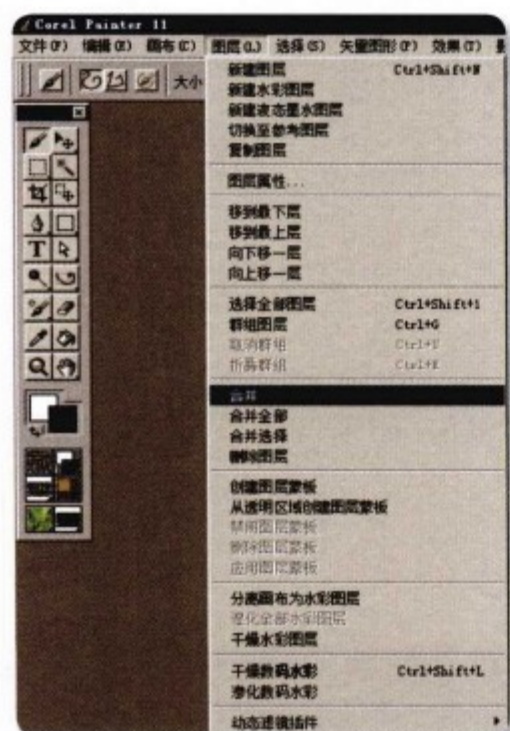 Corel Painter 11
文件(F) 编辑(E) 画布(C) 图层(L) 选择(S) 矢量图形(P) 效果(T)
大小
新建图层 Ctrl+Shift+N
新建水彩图层
新建液态墨水图层
切换至参考图层
复制图层
图层属性...
移到最下层
移到最上层
向下移一层
向上移一层
选择全部图层 Ctrl+Shift+1
群组图层 Ctrl+G
取消群组 Ctrl+U
折叠群组 Ctrl+E
合并
合并全部
合并选择
删除图层
创建图层蒙板
从透明区域创建图层蒙板
禁用图层蒙板
删除图层蒙板
应用图层蒙板
分离画布为水彩图层
湿化全部水彩图层
干燥水彩图层
干燥数码水彩 Ctrl+Shift+L
渗化数码水彩
动态滤镜插件
T